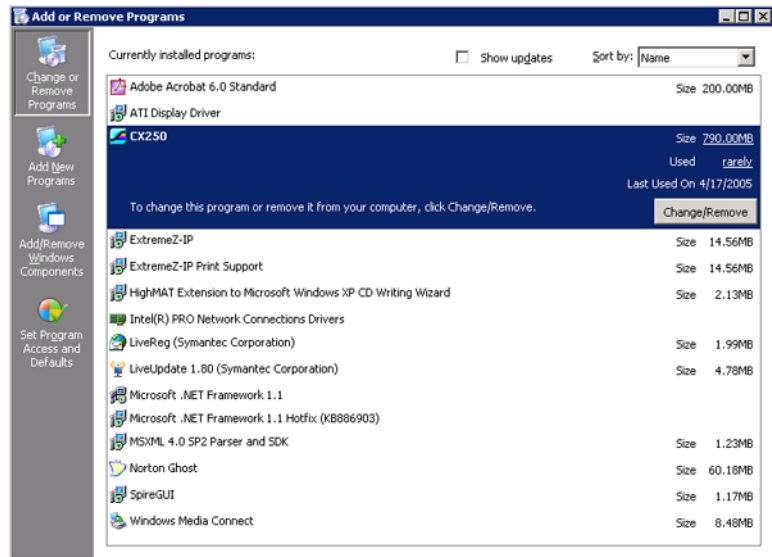 Add or Remove Programs
Change or
Remove
Programs
Add New
Programs
Add/Remove
Windows
Components
Set Program
Access and
Defaults
Currently installed programs:
Show updates
Sort by: Name
Adobe Acrobat 6.0 Standard Size 200.00MB
ATI Display Driver
CX250 Size 790.00MB
Used rarely
Last Used On 4/17/2005
To change this program or remove it from your computer, click Change/Remove. Change/Remove
ExtremeZ-IP Size 14.56MB
ExtremeZ-IP Print Support Size 14.56MB
HighMAT Extension to Microsoft Windows XP CD Writing Wizard Size 2.13MB
Intel(R) PRO Network Connections Drivers
LiveReg (Symantec Corporation) Size 1.99MB
LiveUpdate 1.80 (Symantec Corporation) Size 4.78MB
Microsoft .NET Framework 1.1
Microsoft .NET Framework 1.1 Hotfix (KB886903)
MSXML 4.0 SP2 Parser and SDK Size 1.23MB
Norton Ghost Size 60.18MB
SpireGUI Size 1.17MB
Windows Media Connect Size 8.48MB